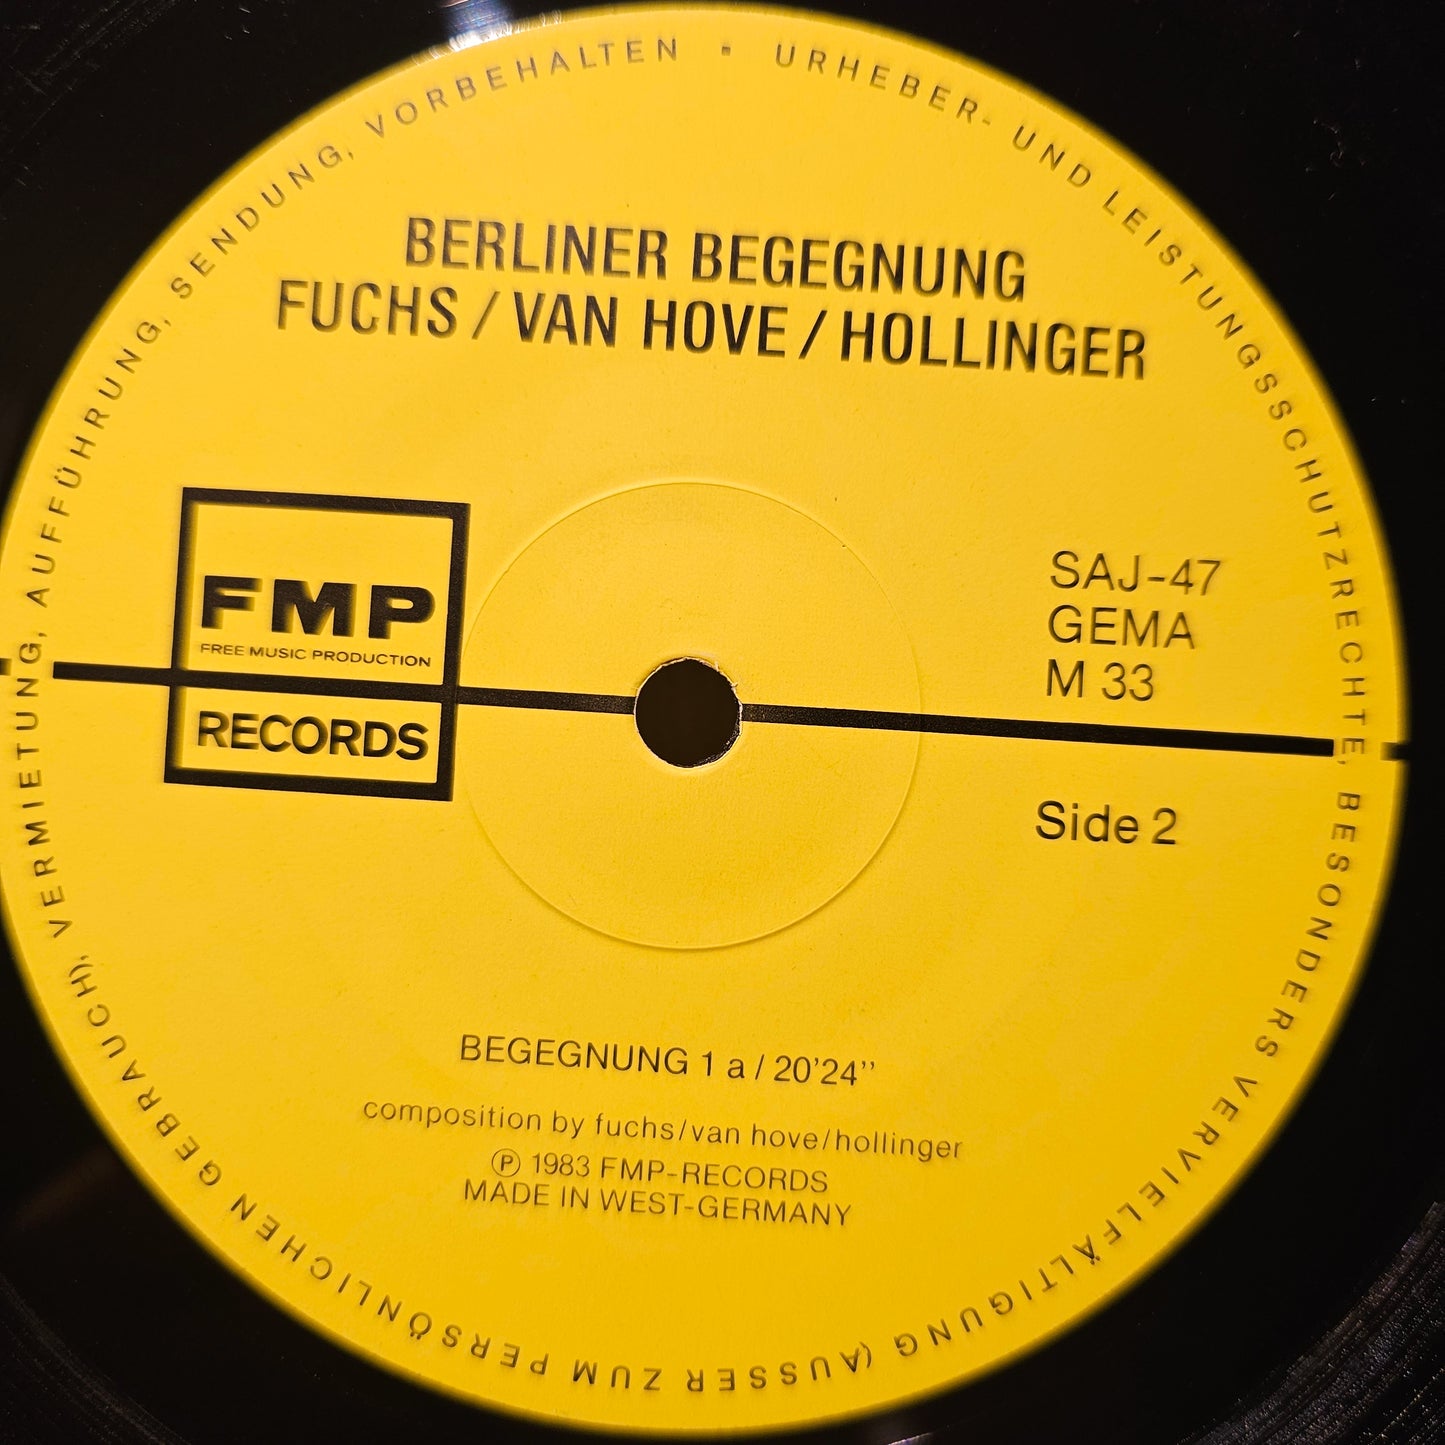 URHEBER- UND LEISTUNGSSCHUTZRECHTE, BESONDERS VERVIELFÄLTIGUNG (AUSSER ZUM PERSÖNLICHEN GEBRAUCH), VERMIETUNG, AUFFÜHRUNG, SENDUNG, VORBEHALTEN •
BERLINER BEGEGNUNG
FUCHS / VAN HOVE / HOLLINGER
FMP
FREE MUSIC PRODUCTION
RECORDS
SAJ-47
GEMA
M 33
Side 2
BEGEGNUNG 1 a / 20'24''
composition by fuchs/van hove/hollinger
Ⓟ 1983 FMP-RECORDS
MADE IN WEST-GERMANY